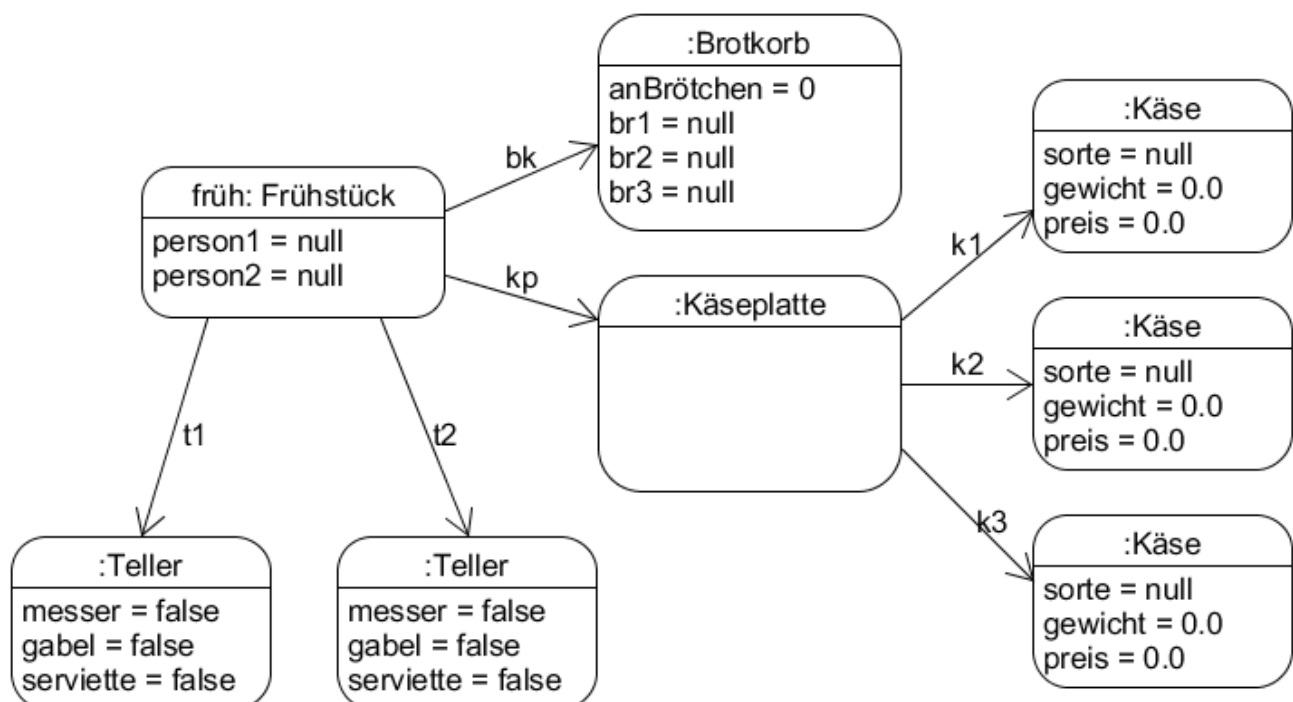 :Brotkorb
anBrötchen = 0
br1 = null
br2 = null
br3 = null
:Käse
sorte = null
gewicht = 0.0
preis = 0.0
bk
früh: Frühstück
person1 = null
person2 = null
kp
k1
:Käseplatte
:Käse
sorte = null
gewicht = 0.0
preis = 0.0
k2
t1
t2
k3
:Käse
sorte = null
gewicht = 0.0
preis = 0.0
:Teller
messer = false
gabel = false
serviette = false
:Teller
messer = false
gabel = false
serviette = false